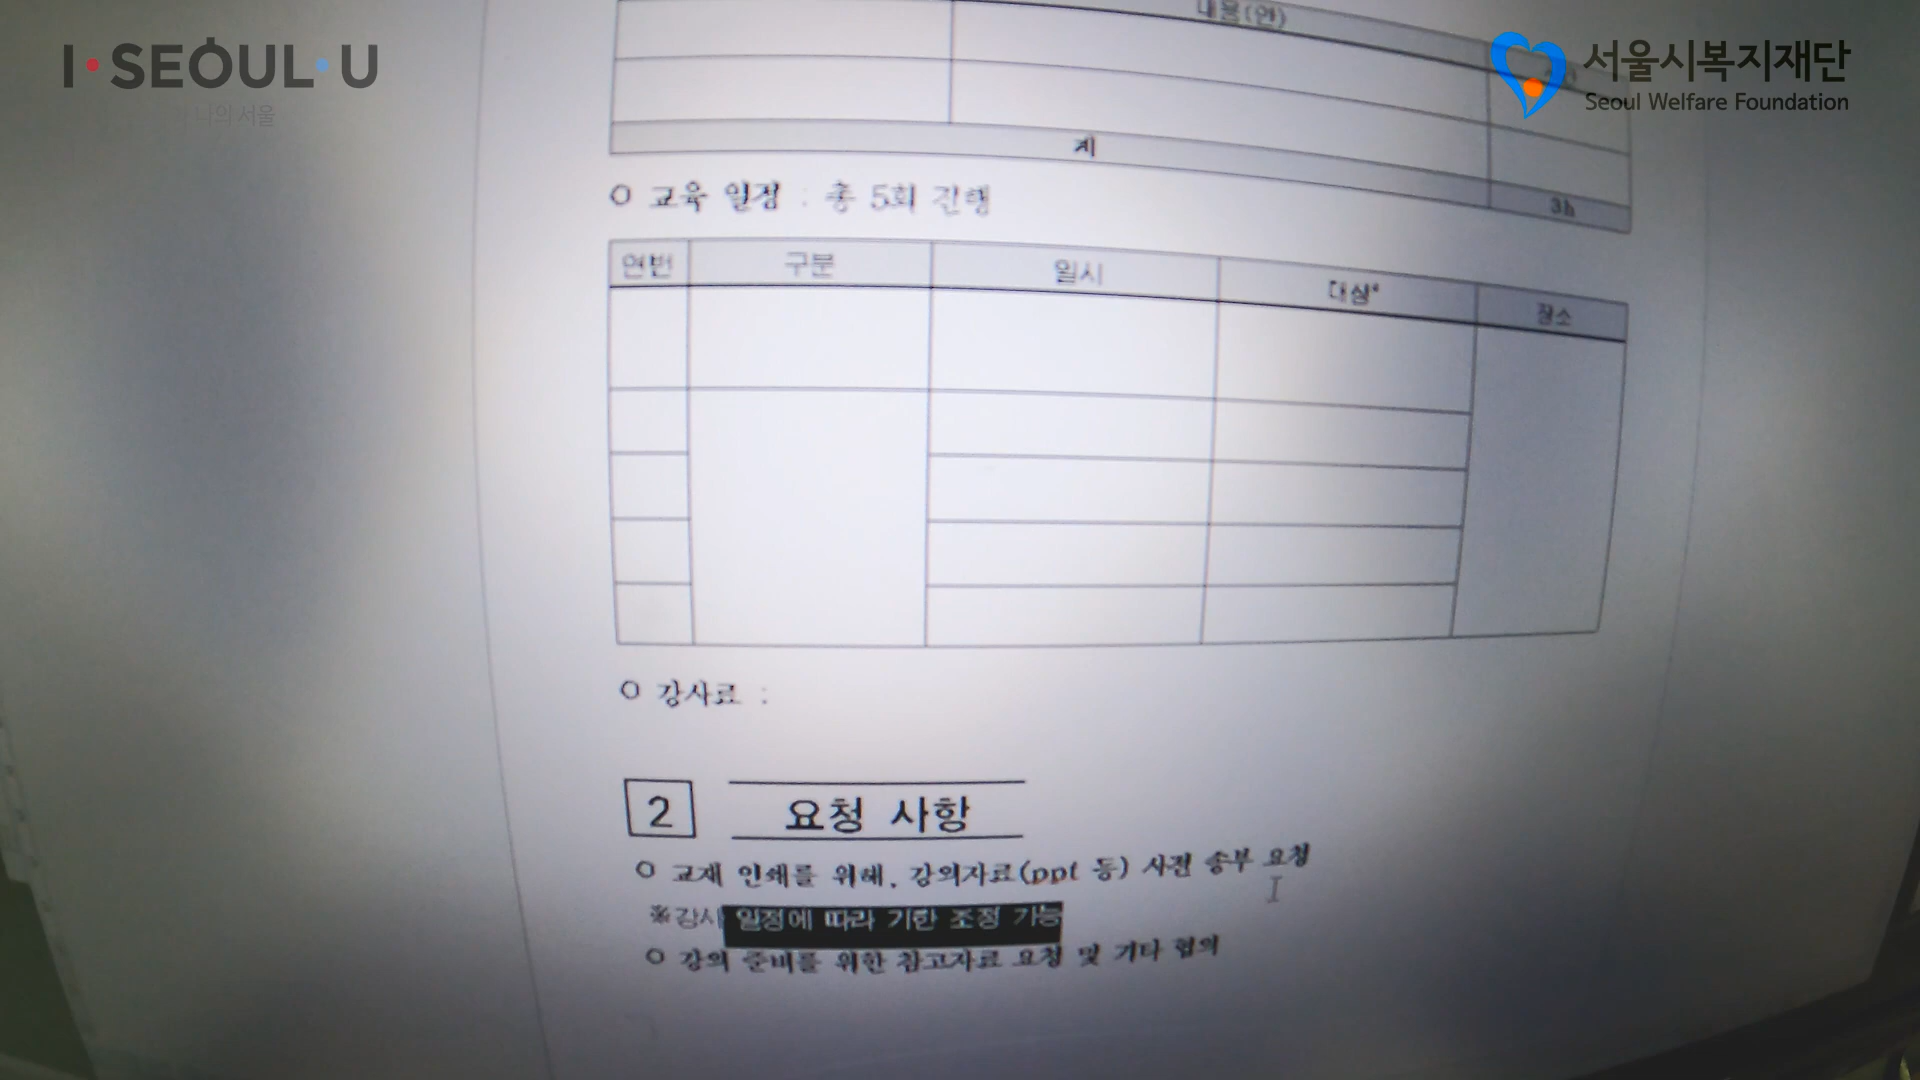 I·SEOUL·U
나의 서울
서울시복지재단
Seoul Welfare Foundation
내용(안)
계
3h
O 교육 일정 : 총 5회 진행
연번 구분 일시 대상* 장소
O 강사료 :
2 요청 사항
O 교재 인쇄를 위해, 강의자료(ppt 등) 사전 송부 요청
※강사 일정에 따라 기한 조정 가능
O 강의 준비를 위한 참고자료 요청 및 기타 협의